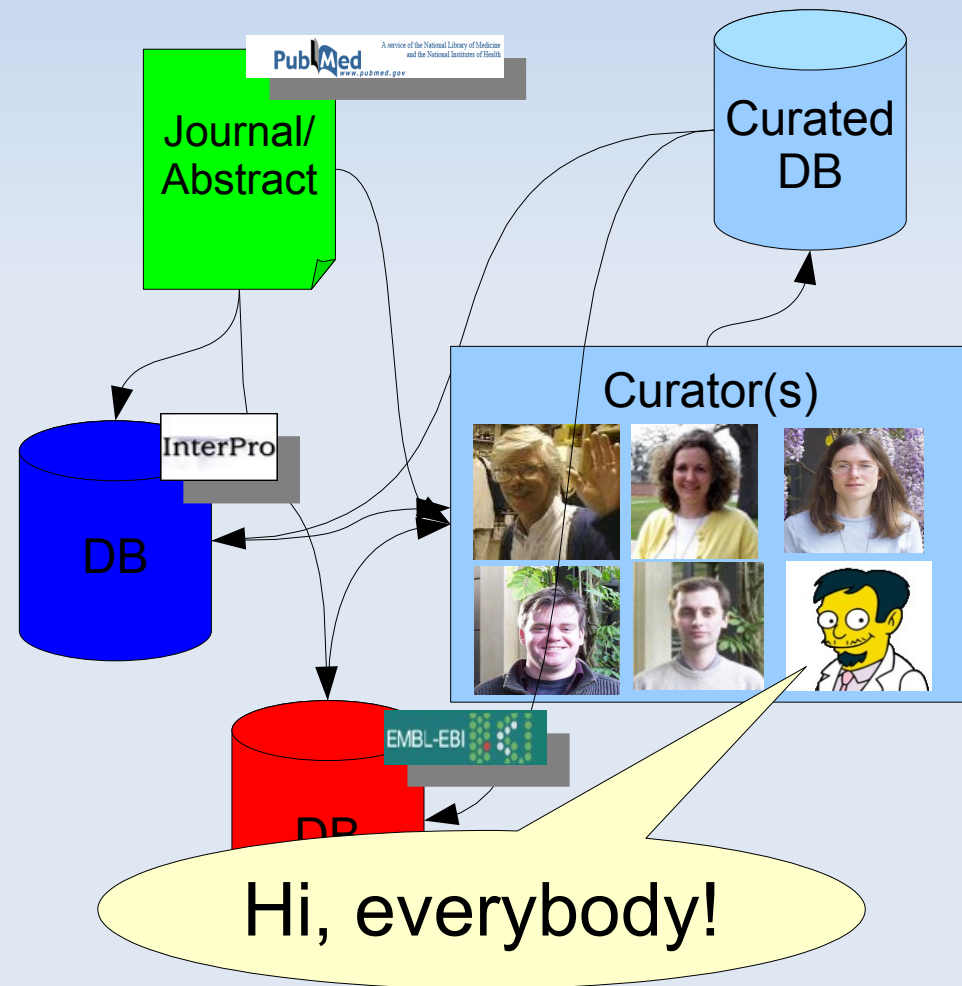 PubMed
www.pubmed.gov
A service of the National Library of Medicine
and the National Institutes of Health
Journal/
Abstract
Curated
DB
Curator(s)
InterPro
DB
EMBL-EBI
DB
Hi, everybody!